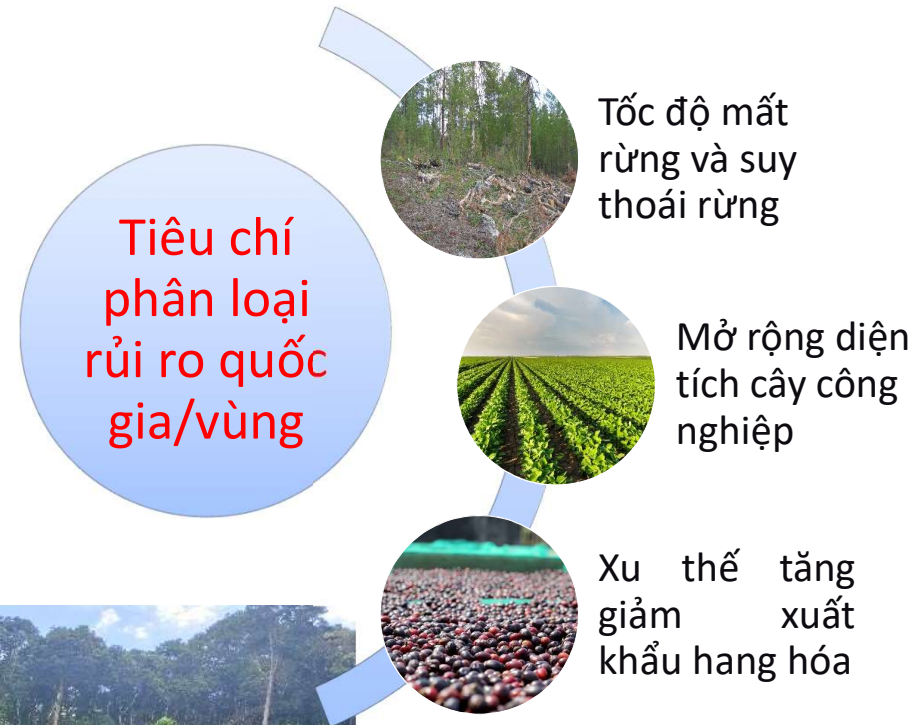 Tiêu chí
phân loại
rủi ro quốc
gia/vùng
Tốc độ mất
rừng và suy
thoái rừng
Mở rộng diện
tích cây công
nghiệp
Xu thế tăng
giảm xuất
khẩu hang hóa